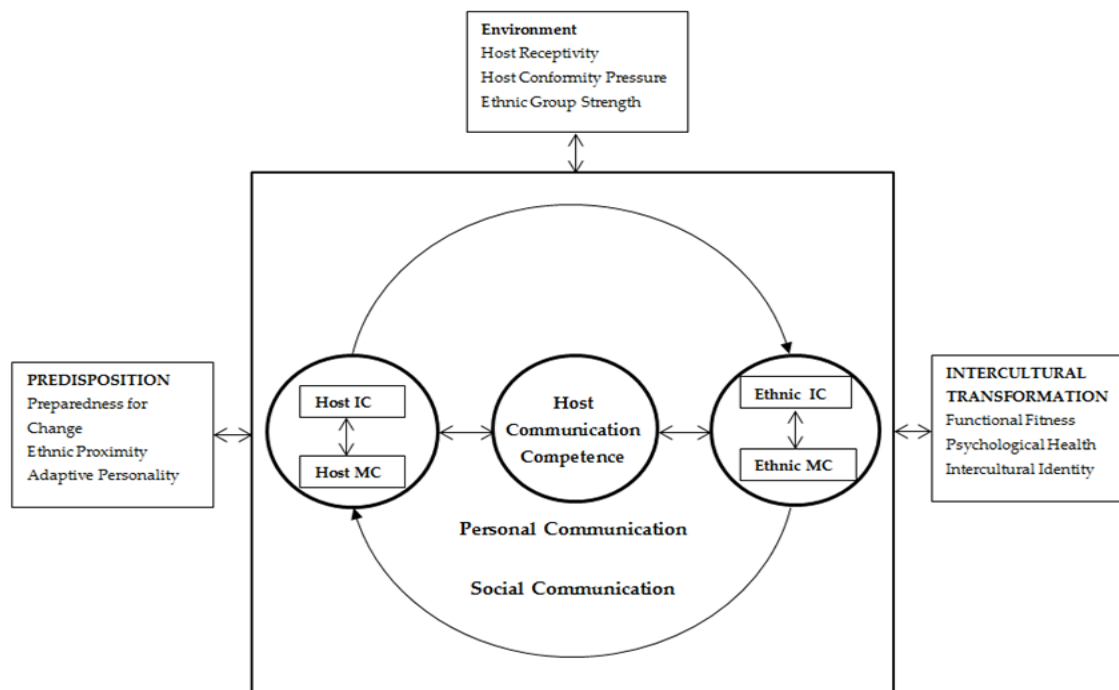 Environment
Host Receptivity
Host Conformity Pressure
Ethnic Group Strength
PREDISPOSITION
Preparedness for
Change
Ethnic Proximity
Adaptive Personality
Host IC
Host MC
Host
Communication
Competence
Ethnic IC
Ethnic MC
INTERCULTURAL
TRANSFORMATION
Functional Fitness
Psychological Health
Intercultural Identity
Personal Communication
Social Communication